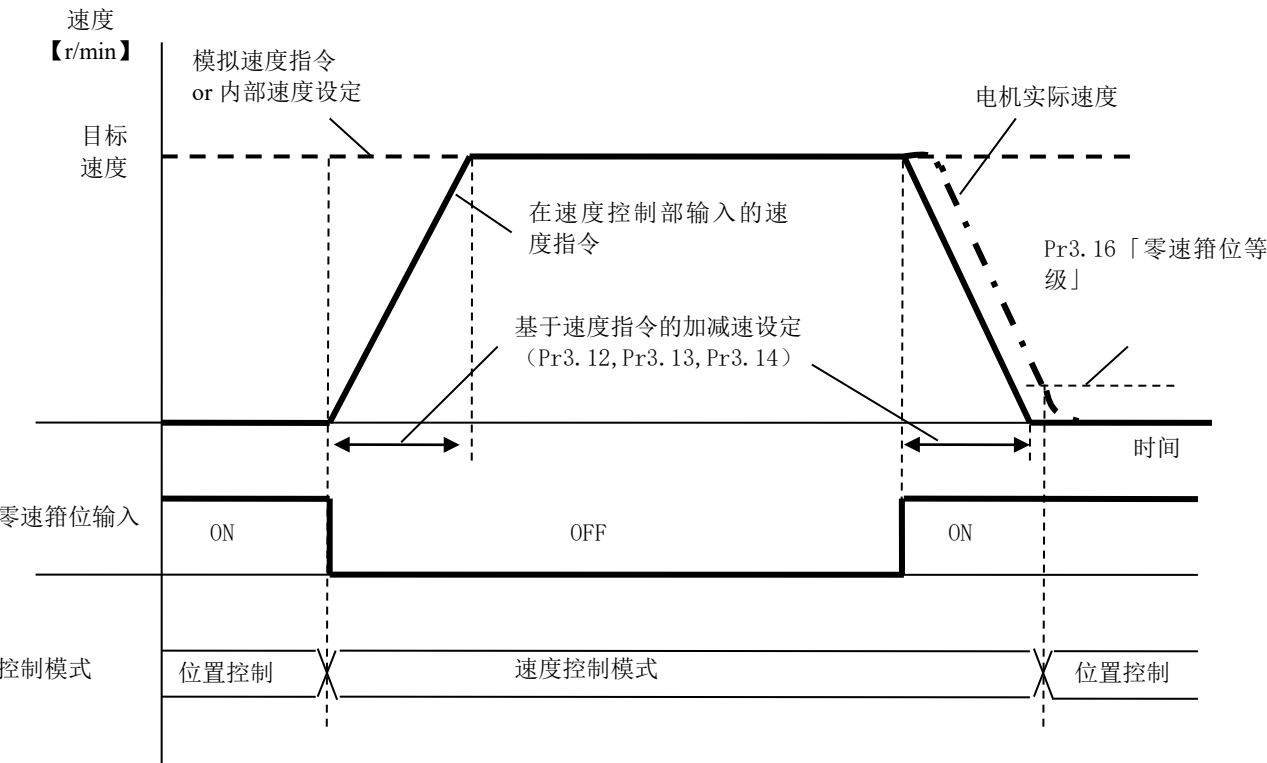 速度
【r/min】
模拟速度指令
or 内部速度设定
电机实际速度
目标
速度
在速度控制部输入的速
度指令
Pr3.16「零速箝位等
级」
基于速度指令的加减速设定
（Pr3.12,Pr3.13,Pr3.14）
时间
零速箝位输入
ON
OFF
ON
控制模式
位置控制
速度控制模式
位置控制